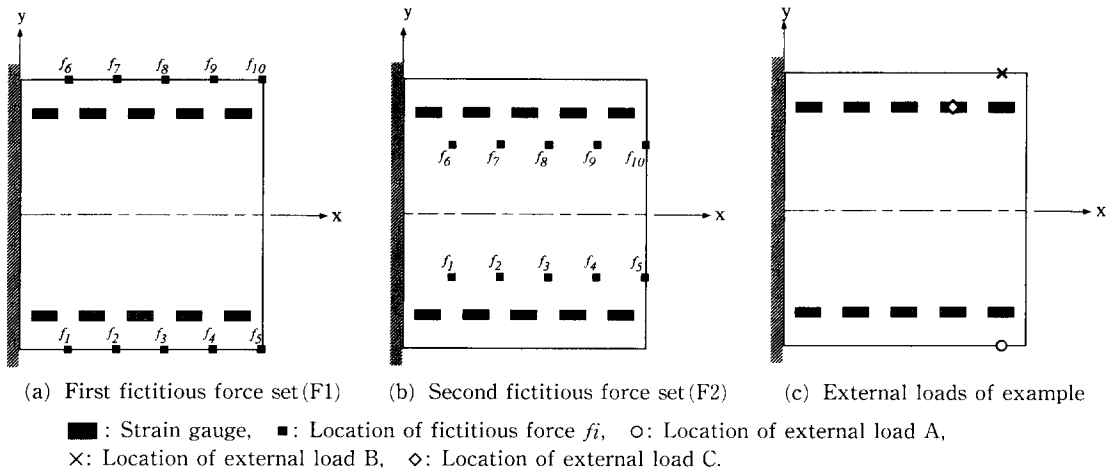 y
y
y
f6 f7 f8 f9 f10
f6 f7 f8 f9 f10
x
x
x
f1 f2 f3 f4 f5
f1 f2 f3 f4 f5
(a) First fictitious force set(F1)
(b) Second fictitious force set(F2)
(c) External loads of example
■: Strain gauge, ■: Location of fictitious force fi, ○: Location of external load A,
×: Location of external load B, ◇: Location of external load C.